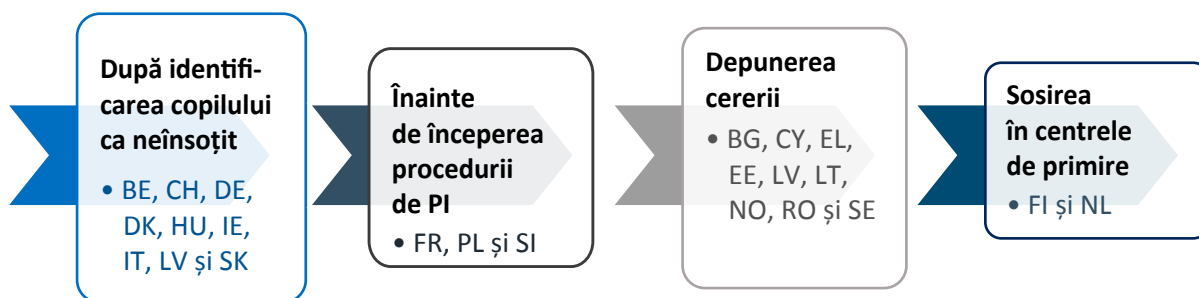 După identifi-
carea copilului
ca neînsoțit
• BE, CH, DE,
DK, HU, IE,
IT, LV și SK
Înainte
de începerea
procedurii
de PI
• FR, PL și SI
Depunerea
cererii
• BG, CY, EL,
EE, LV, LT,
NO, RO și SE
Sosirea
în centrele
de primire
• FI și NL